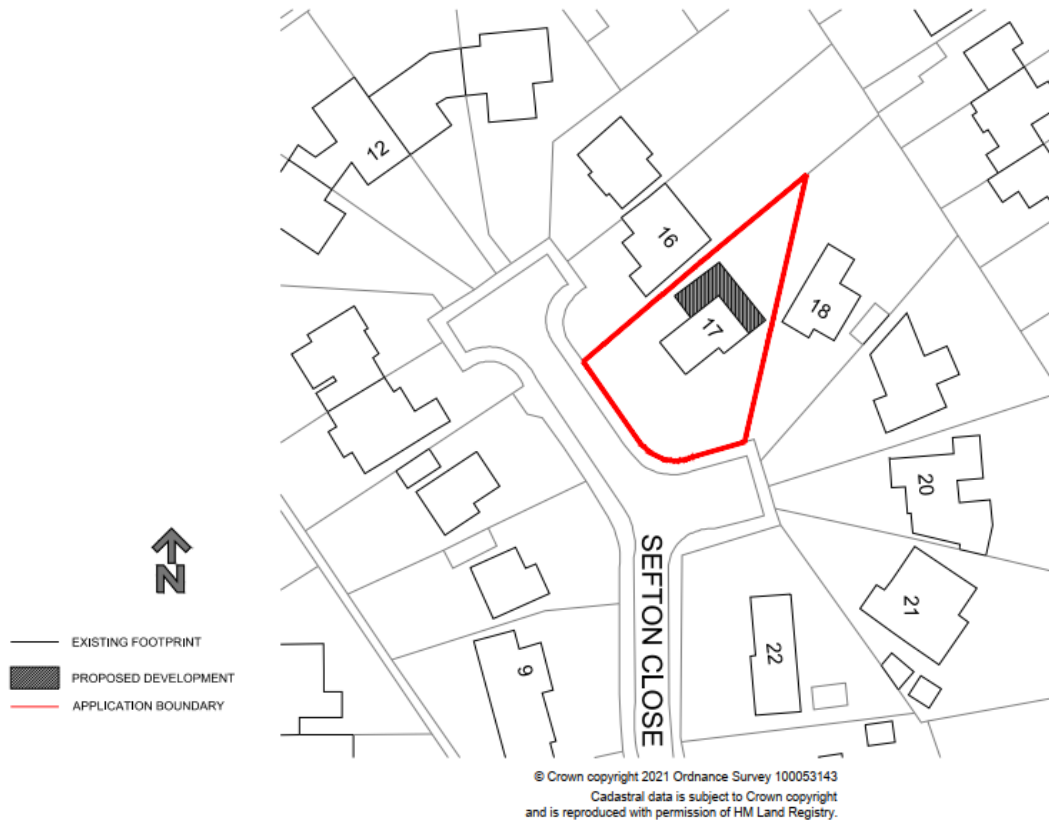 12
16
17
18
20
21
22
9
SEFTON CLOSE
N
EXISTING FOOTPRINT
PROPOSED DEVELOPMENT
APPLICATION BOUNDARY
© Crown copyright 2021 Ordnance Survey 100053143
Cadastral data is subject to Crown copyright
and is reproduced with permission of HM Land Registry.